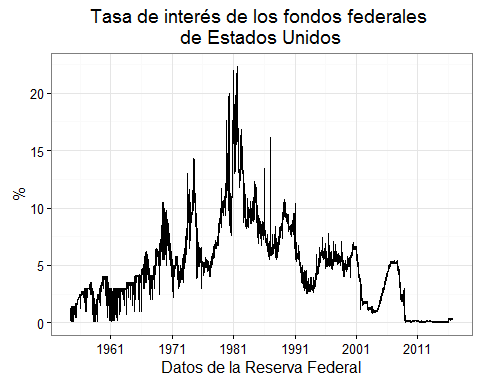 Tasa de interés de los fondos federales
de Estados Unidos
%
20
15
10
5
0
1961 1971 1981 1991 2001 2011
Datos de la Reserva Federal